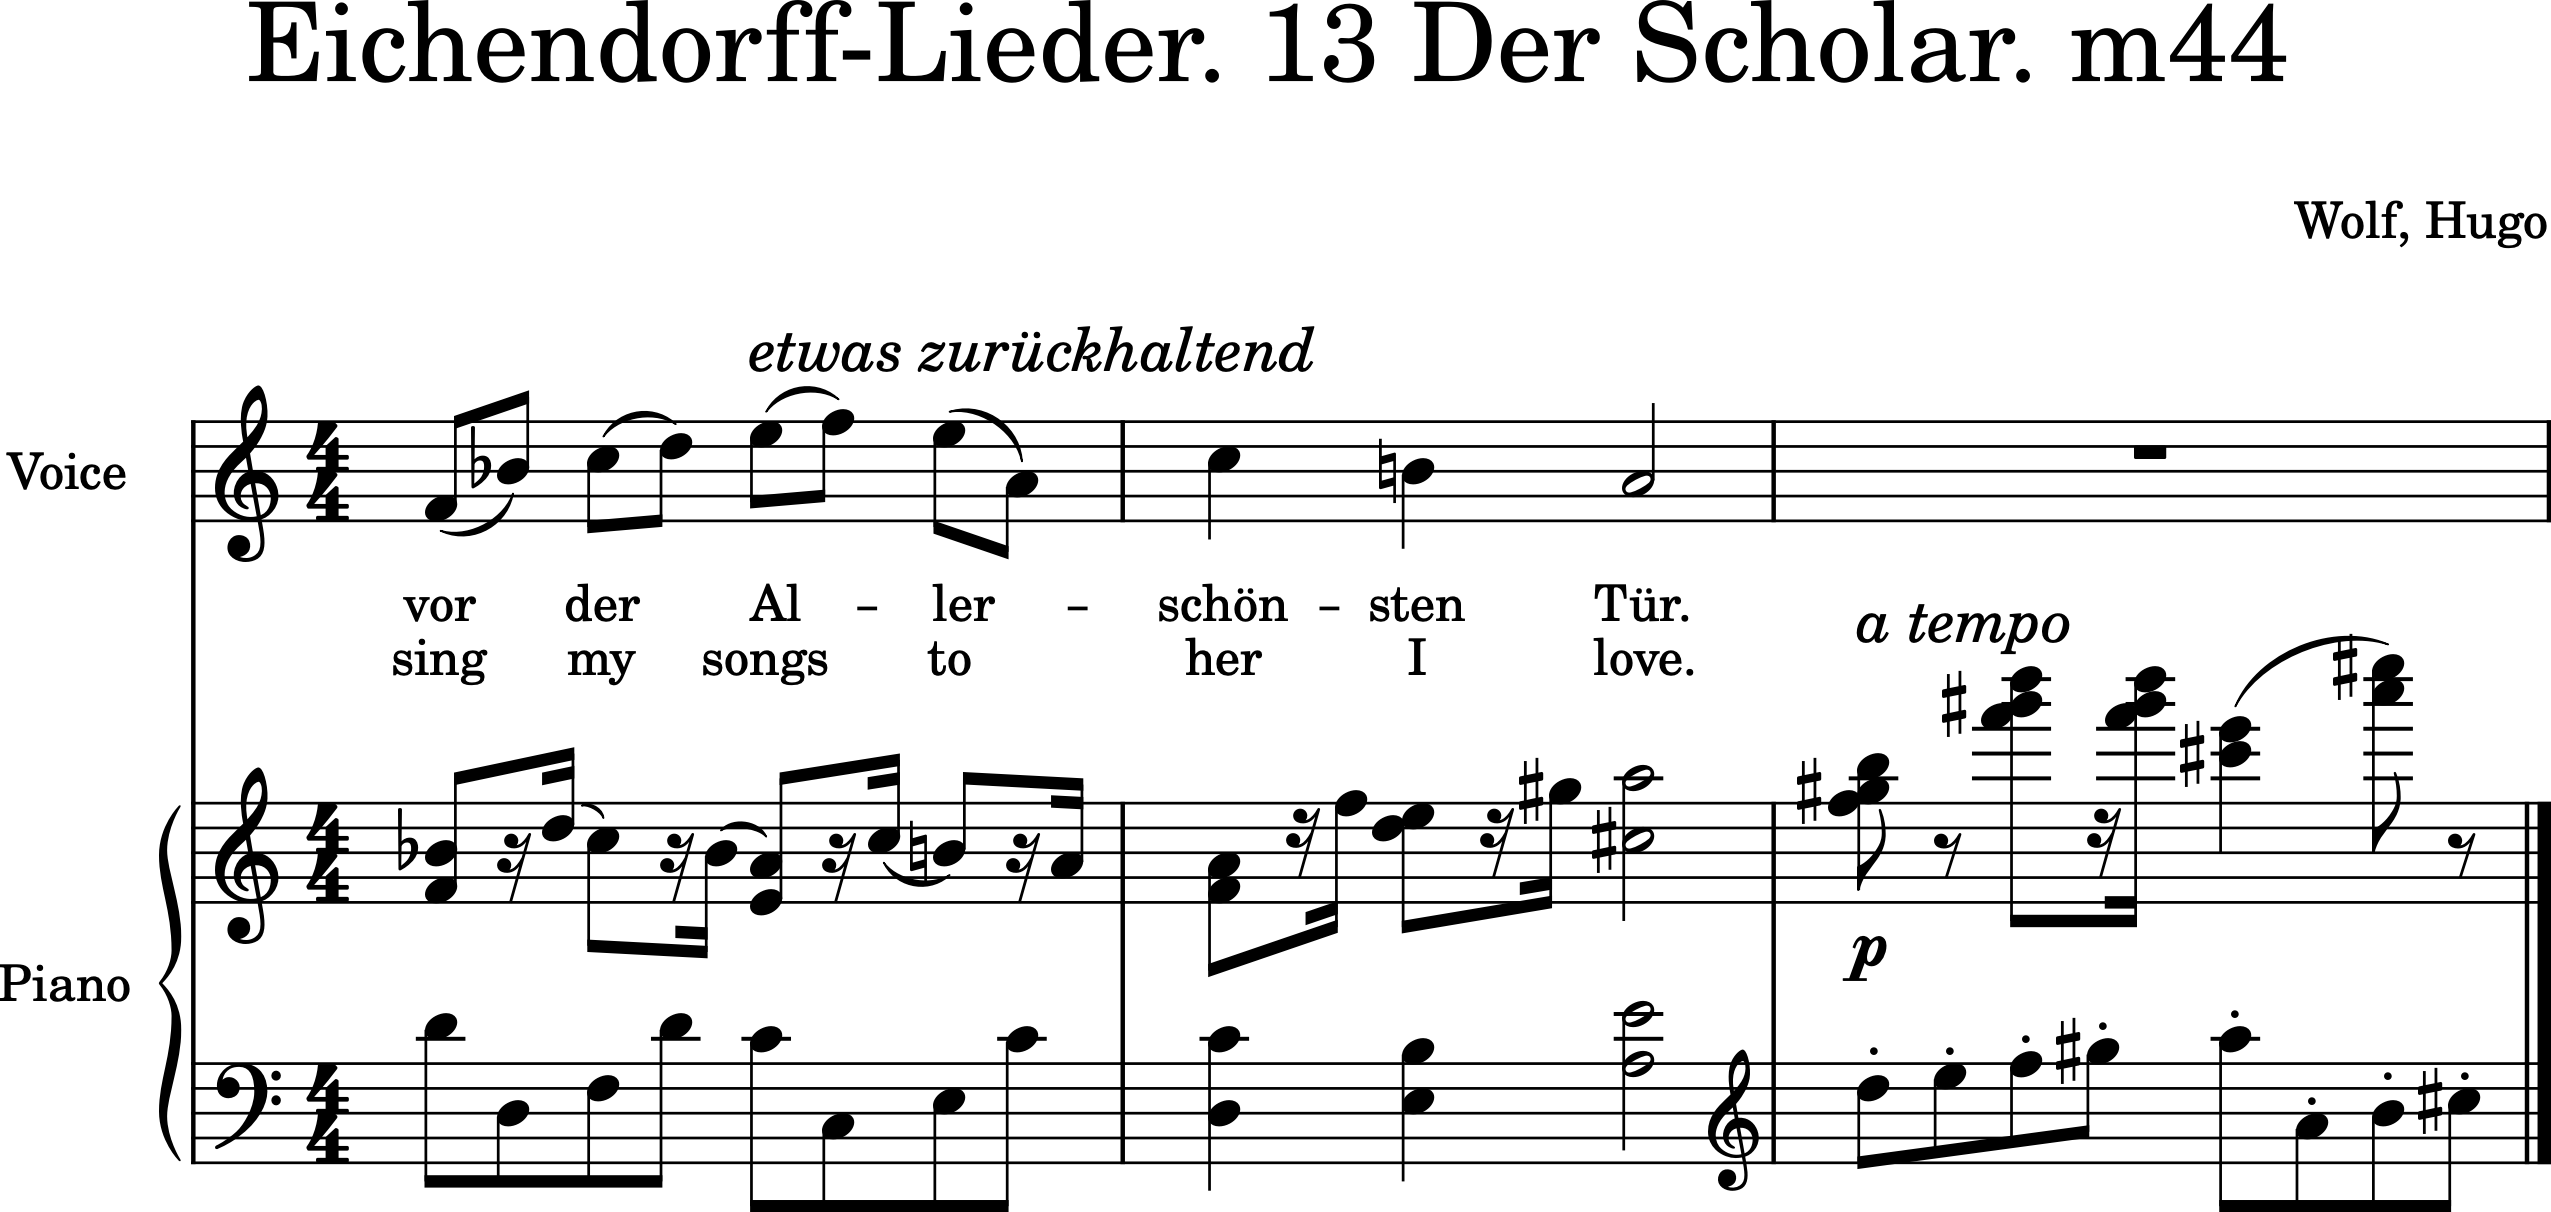 Eichendorff-Lieder. 13 Der Scholar. m44
Wolf, Hugo
etwas zurückhaltend
Voice
vor der Al – ler – schön – sten Tür.
sing my songs to her I love.
a tempo
p
Piano